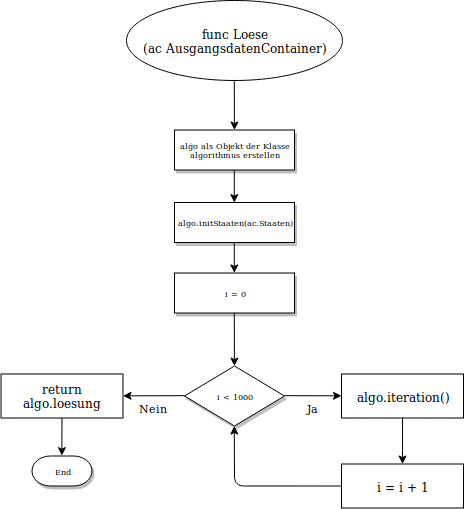 func Loese
(ac AusgangsdatenContainer)
algo als Objekt der Klasse
algorithmus erstellen
algo.initStaaten(ac.Staaten)
i = 0
i < 1000
Nein
Ja
return
algo.loesung
algo.iteration()
End
i = i + 1